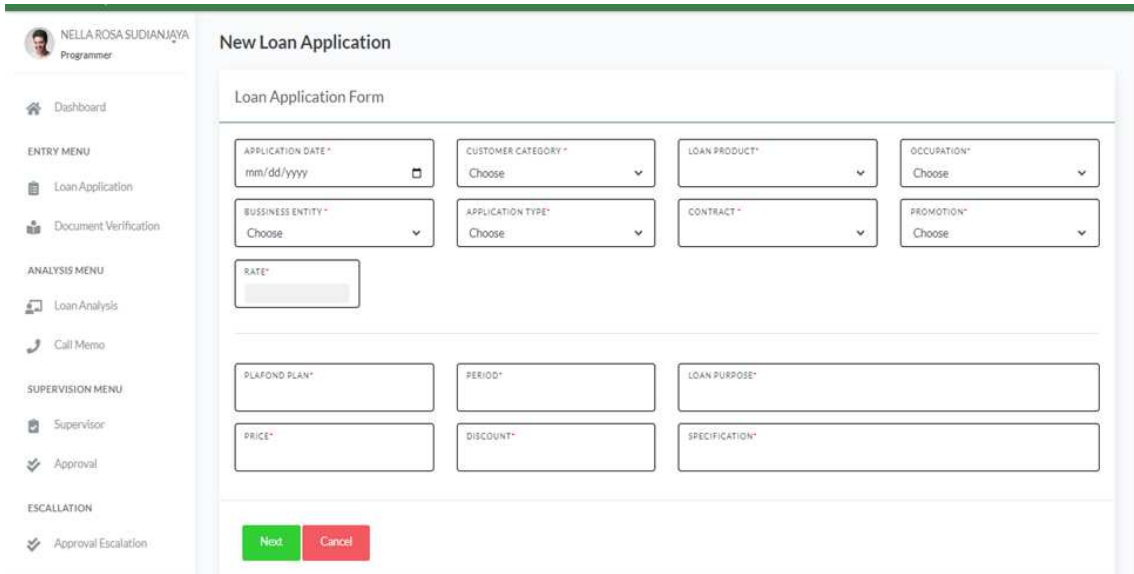 NELLA ROSA SUDIANJAYA
Programmer
Dashboard
ENTRY MENU
Loan Application
Document Verification
ANALYSIS MENU
Loan Analysis
Call Memo
SUPERVISION MENU
Supervisor
Approval
ESCALLATION
Approval Escalation
New Loan Application
Loan Application Form
APPLICATION DATE * CUSTOMER CATEGORY * LOAN PRODUCT* OCCUPATION*
mm/dd/yyyy Choose Choose
BUSSINESS ENTITY * APPLICATION TYPE* CONTRACT * PROMOTION*
Choose Choose Choose
RATE*
PLAFOND PLAN* PERIOD* LOAN PURPOSE*
PRICE* DISCOUNT* SPECIFICATION*
Next Cancel